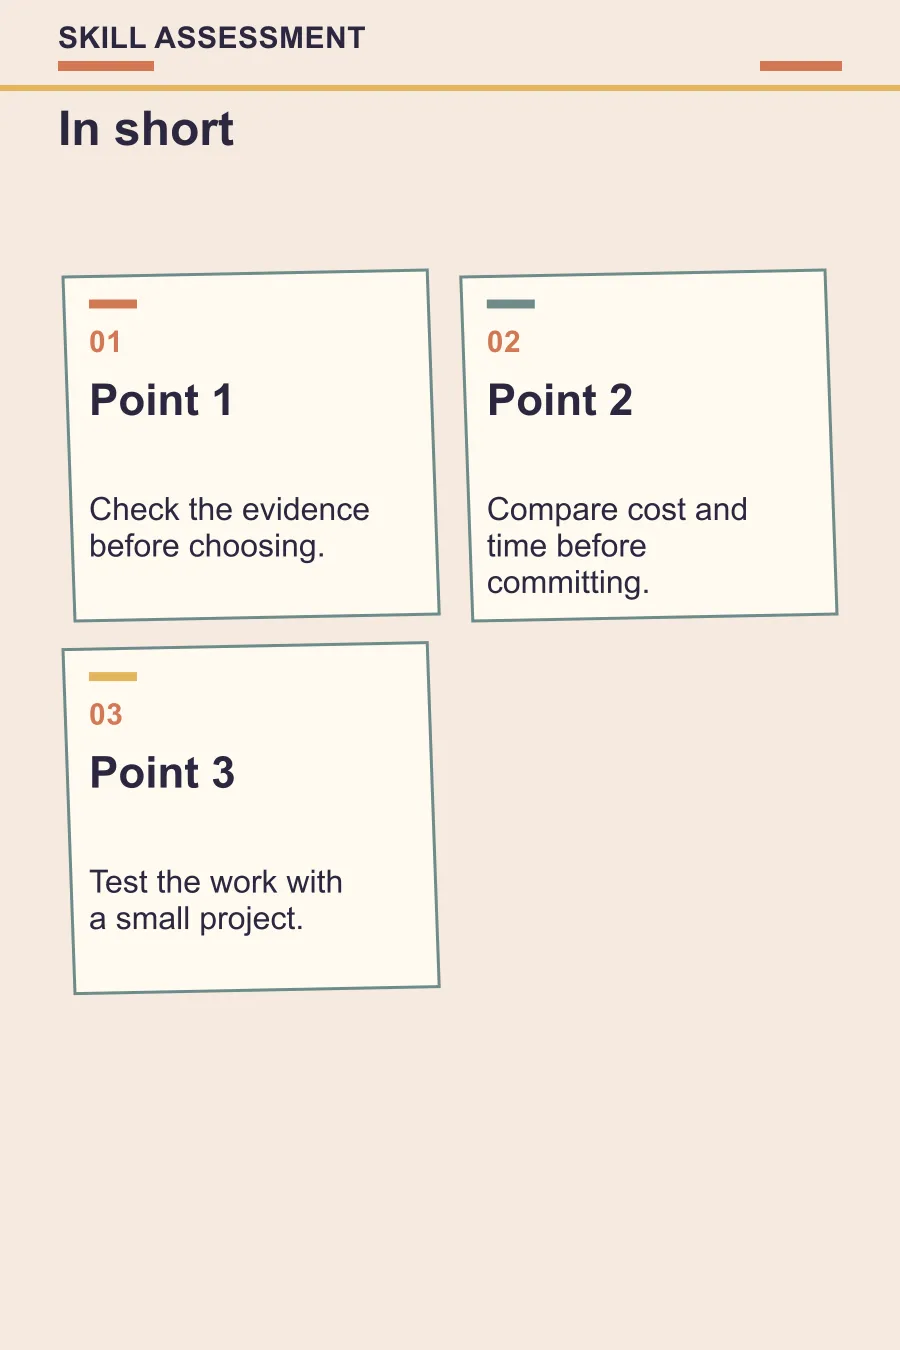 SKILL ASSESSMENT
In short
01
Point 1
Check the evidence
before choosing.
02
Point 2
Compare cost and
time before
committing.
03
Point 3
Test the work with
a small project.